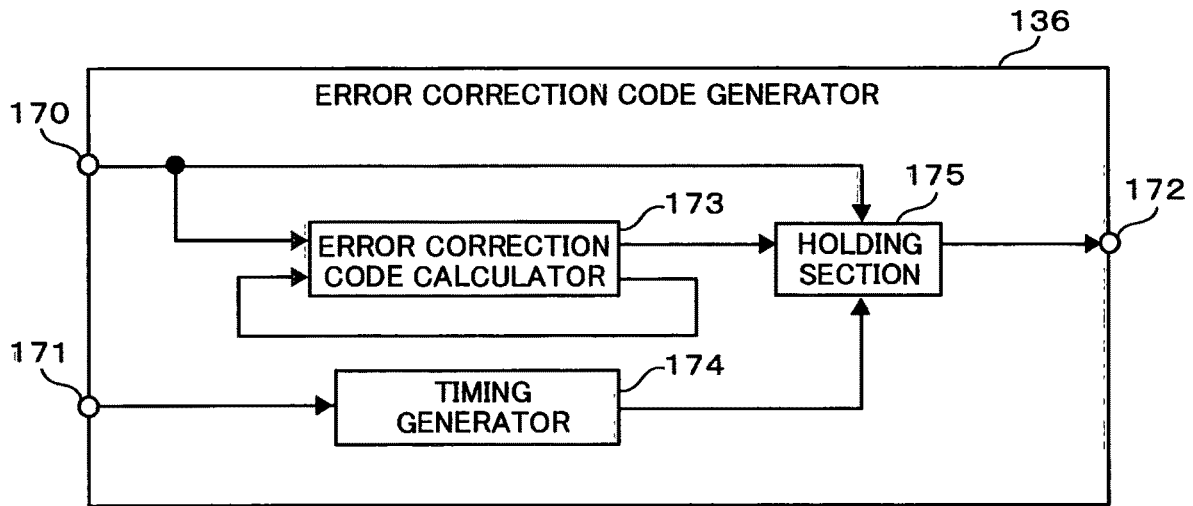 136
ERROR CORRECTION CODE GENERATOR
170
175
172
173
ERROR CORRECTION
CODE CALCULATOR
HOLDING
SECTION
171
174
TIMING
GENERATOR